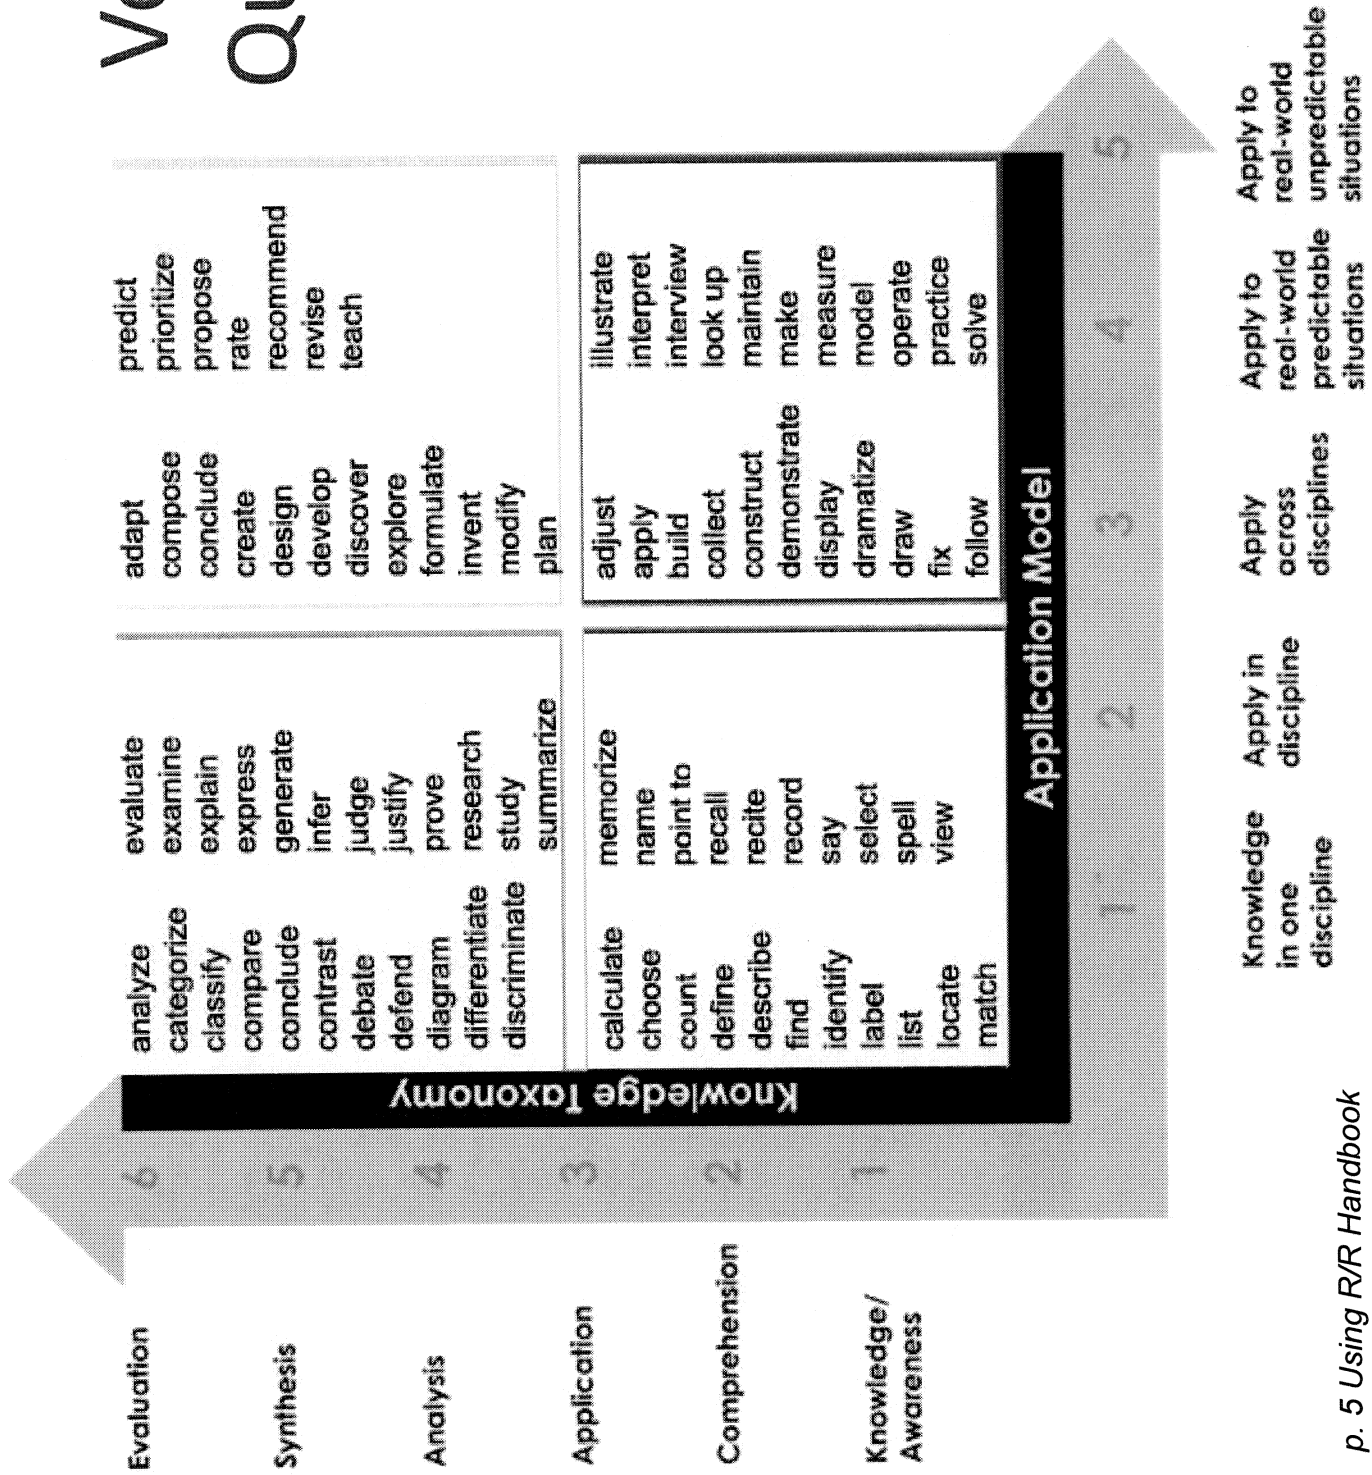 Ve
Qu
Evaluation
Synthesis
Analysis
Application
Comprehension
Knowledge/
Awareness
6
5
4
3
2
1
Knowledge Taxonomy
analyze
categorize
classify
compare
conclude
contrast
debate
defend
diagram
differentiate
discriminate
evaluate
examine
explain
express
generate
infer
judge
justify
prove
research
study
summarize
adapt
compose
conclude
create
design
develop
discover
explore
formulate
invent
modify
plan
predict
prioritize
propose
rate
recommend
revise
teach
calculate
choose
count
define
describe
find
identify
label
list
locate
match
memorize
name
point to
recall
recite
record
say
select
spell
view
adjust
apply
build
collect
construct
demonstrate
display
dramatize
draw
fix
follow
illustrate
interpret
interview
look up
maintain
make
measure
model
operate
practice
solve
Application Model
1
2
3
4
5
Knowledge
in one
discipline
Apply in
discipline
Apply
across
disciplines
Apply to
real-world
predictable
situations
Apply to
real-world
unpredictable
situations
p. 5 Using R/R Handbook